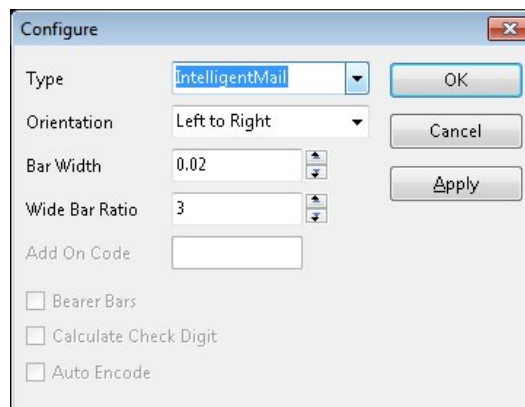 Configure
Type
IntelligentMail
OK
Orientation
Left to Right
Cancel
Bar Width
0.02
Apply
Wide Bar Ratio
3
Add On Code
Bearer Bars
Calculate Check Digit
Auto Encode